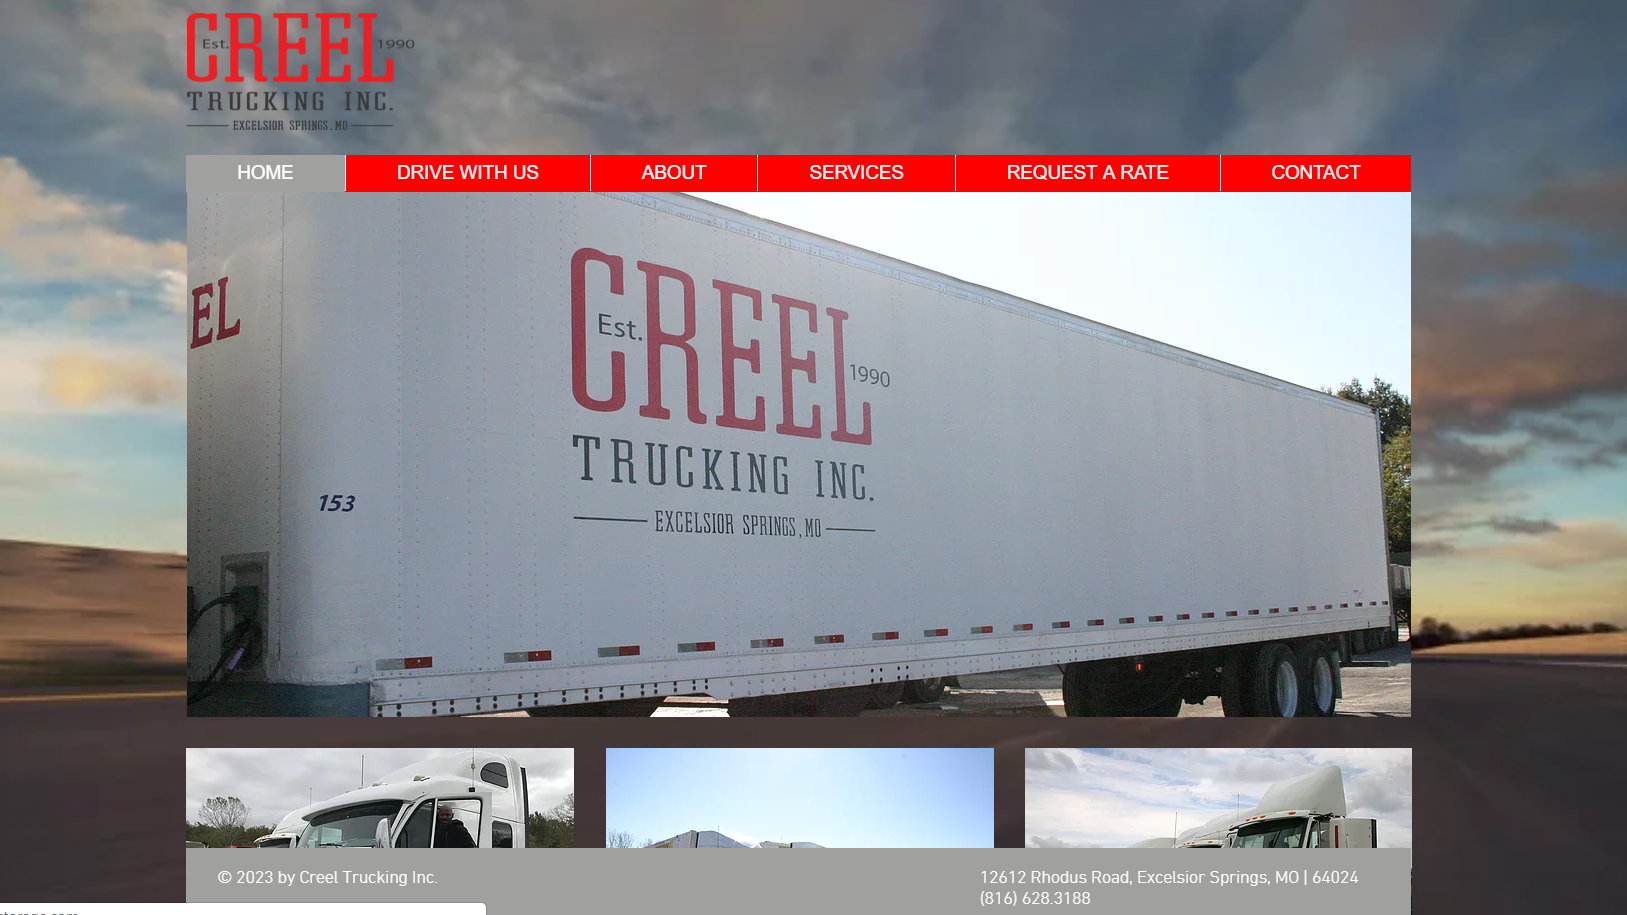 CREEL
Est. 1990
TRUCKING INC.
EXCELSIOR SPRINGS, MO
HOME DRIVE WITH US ABOUT SERVICES REQUEST A RATE CONTACT
EL
CREEL
Est. 1990
TRUCKING INC.
EXCELSIOR SPRINGS, MO
153
© 2023 by Creel Trucking Inc.
12612 Rhodus Road, Excelsior Springs, MO | 64024
(816) 628.3188